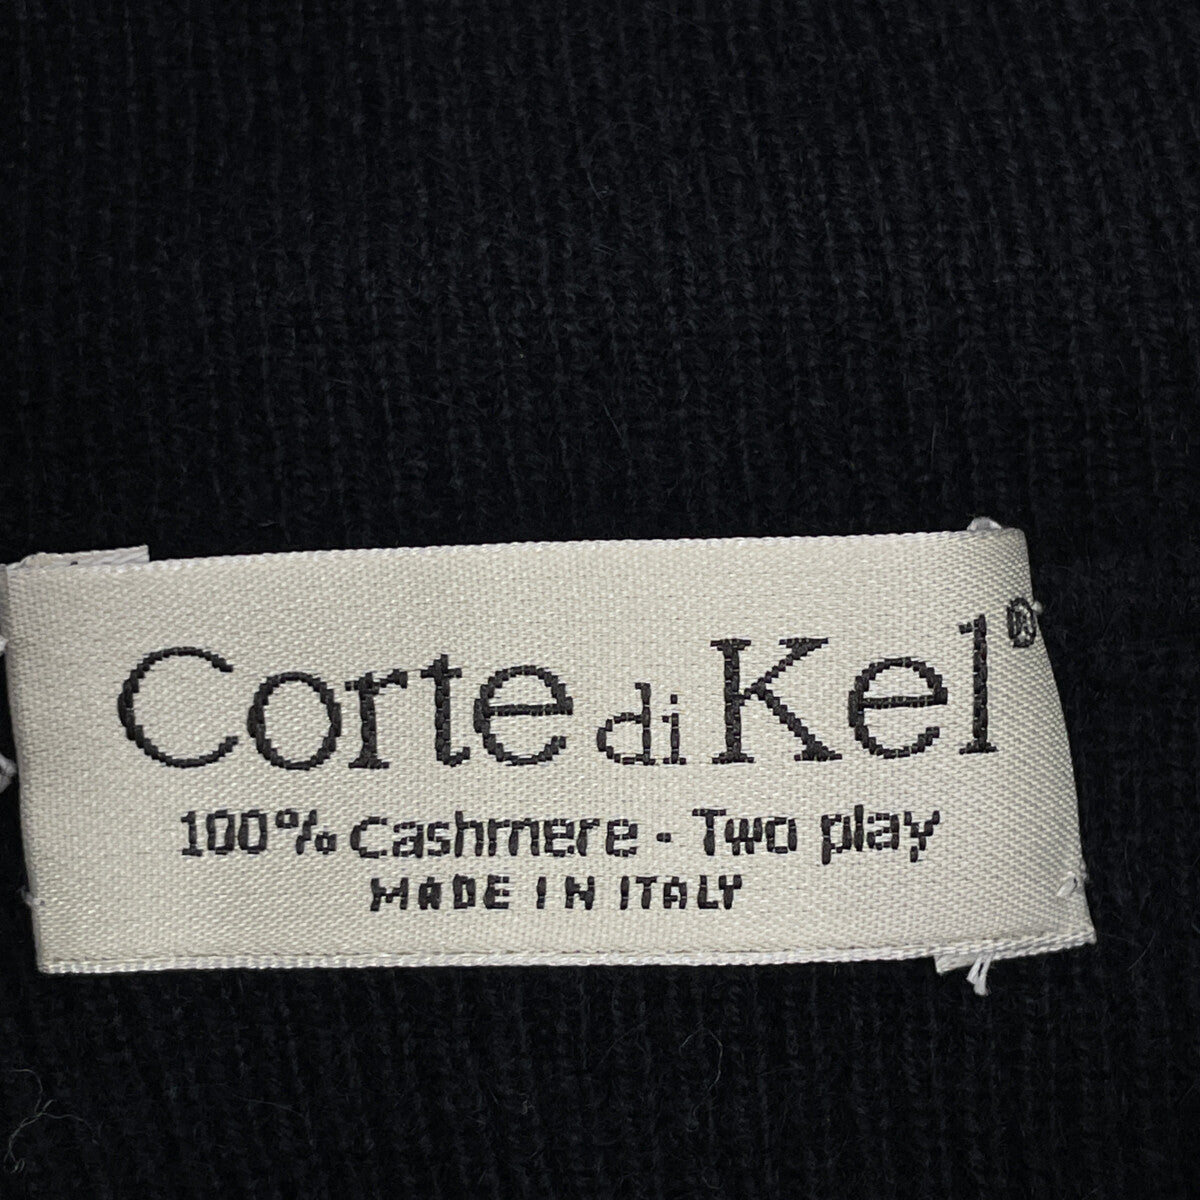 Corte di Kel®
100% Cashmere - Two play
MADE IN ITALY